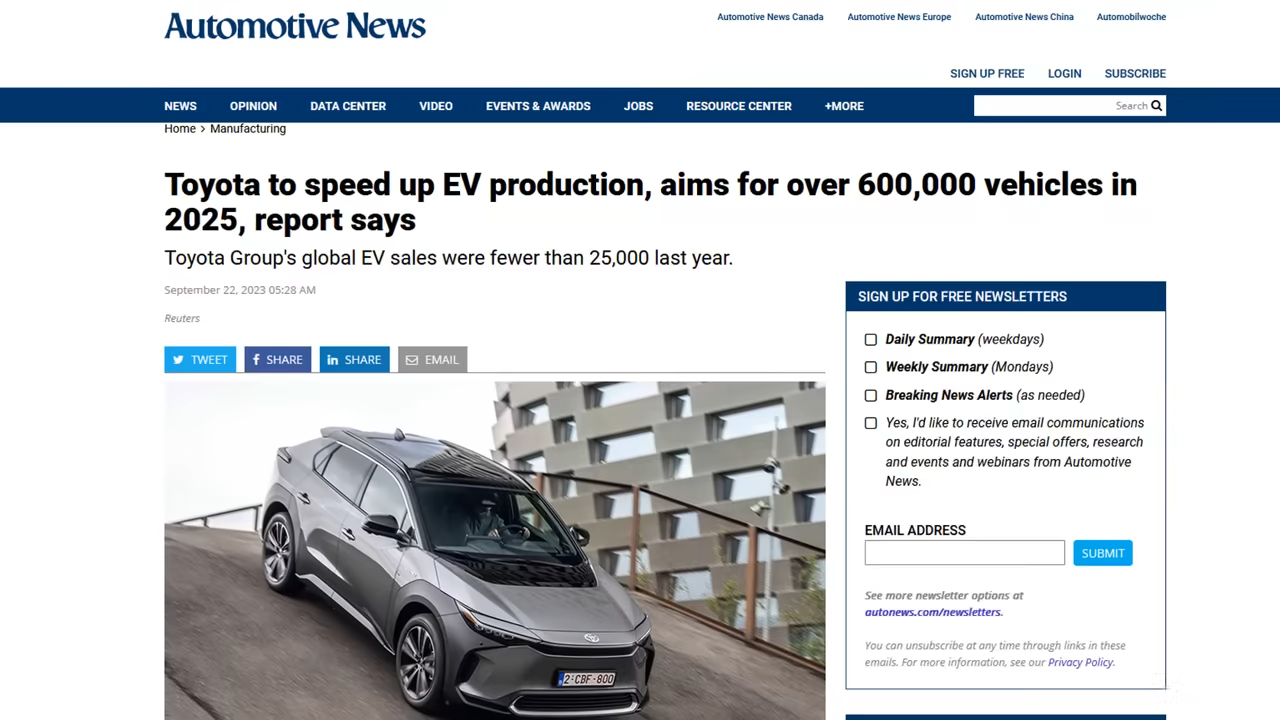 Automotive News
Automotive News Canada Automotive News Europe Automotive News China Automobilwoche
SIGN UP FREE LOGIN SUBSCRIBE
NEWS OPINION DATA CENTER VIDEO EVENTS & AWARDS JOBS RESOURCE CENTER +MORE Search
Home > Manufacturing
Toyota to speed up EV production, aims for over 600,000 vehicles in
2025, report says
Toyota Group's global EV sales were fewer than 25,000 last year.
September 22, 2023 05:28 AM
Reuters
TWEET SHARE SHARE EMAIL
2-CBF-800
SIGN UP FOR FREE NEWSLETTERS
Daily Summary (weekdays)
Weekly Summary (Mondays)
Breaking News Alerts (as needed)
Yes, I'd like to receive email communications
on editorial features, special offers, research
and events and webinars from Automotive
News.
EMAIL ADDRESS
SUBMIT
See more newsletter options at
autonews.com/newsletters.
You can unsubscribe at any time through links in these
emails. For more information, see our Privacy Policy.